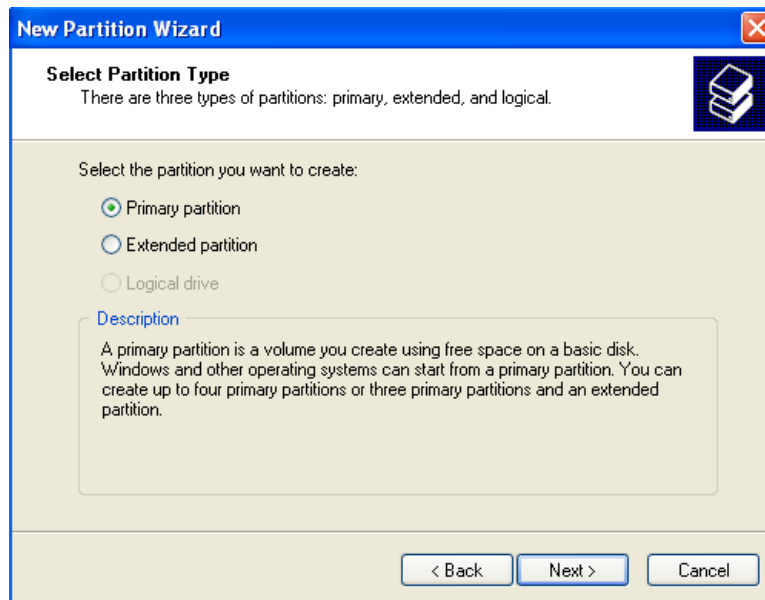 New Partition Wizard
Select Partition Type
There are three types of partitions: primary, extended, and logical.
Select the partition you want to create:
Primary partition
Extended partition
Logical drive
Description
A primary partition is a volume you create using free space on a basic disk.
Windows and other operating systems can start from a primary partition. You can
create up to four primary partitions or three primary partitions and an extended
partition.
< Back Next > Cancel